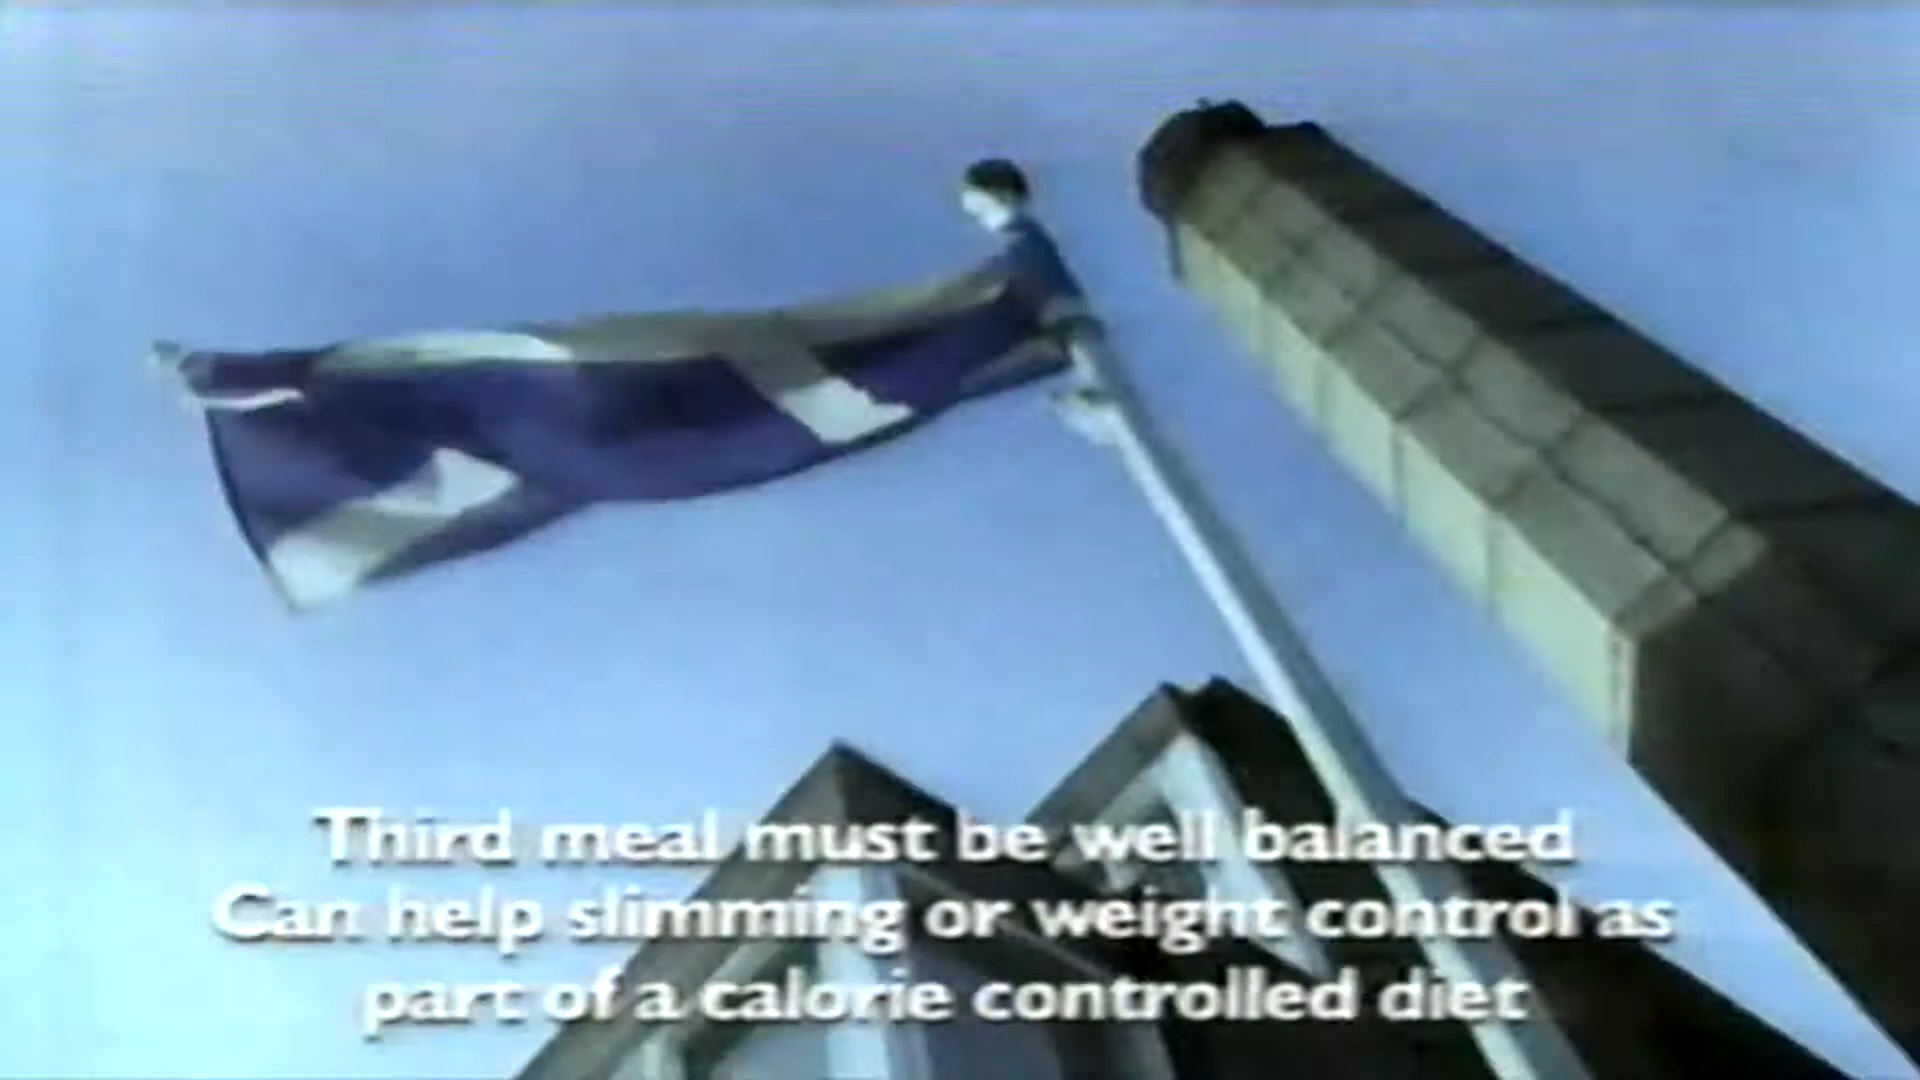 Third meal must be well balanced
Can help slimming or weight control as
part of a calorie controlled diet